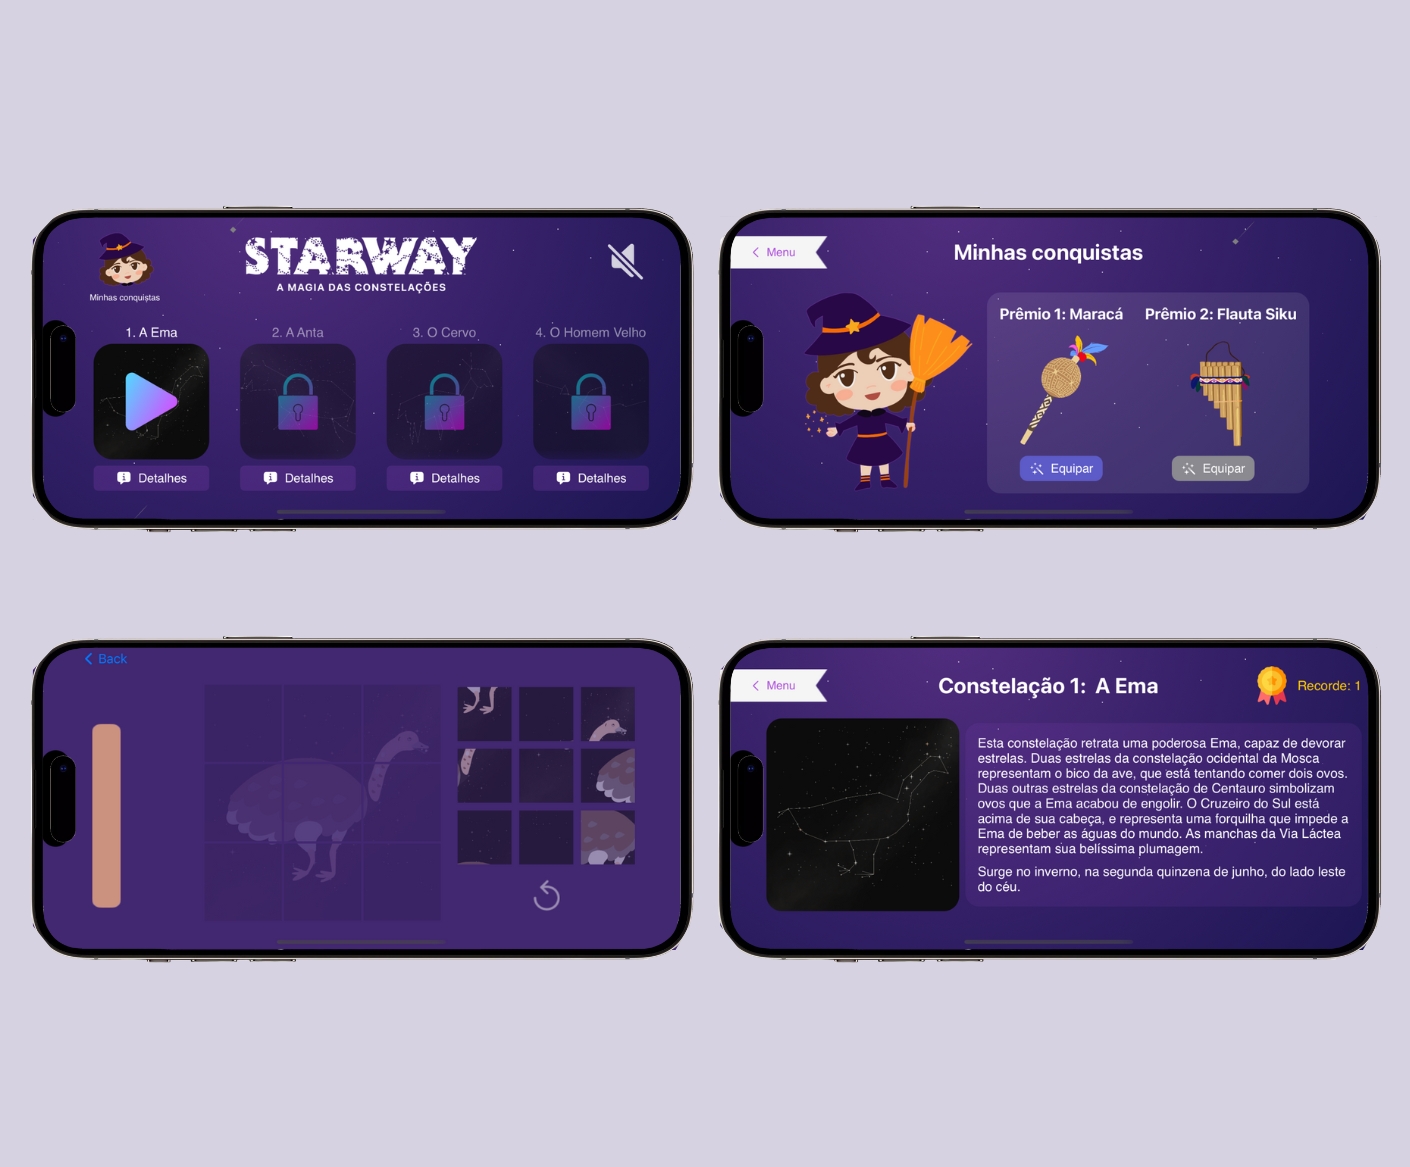 Minhas conquistas
STARWAY
A MAGIA DAS CONSTELAÇÕES
1. A Ema
2. A Anta
3. O Cervo
4. O Homem Velho
Detalhes
Detalhes
Detalhes
Detalhes
Menu
Minhas conquistas
Prêmio 1: Maracá
Prêmio 2: Flauta Siku
Equipar
Equipar
Back
Menu
Constelação 1: A Ema
Recorde: 1
Esta constelação retrata uma poderosa Ema, capaz de devorar
estrelas. Duas estrelas da constelação ocidental da Mosca
representam o bico da ave, que está tentando comer dois ovos.
Duas outras estrelas da constelação de Centauro simbolizam
ovos que a Ema acabou de engolir. O Cruzeiro do Sul está
acima de sua cabeça, e representa uma forquilha que impede a
Ema de beber as águas do mundo. As manchas da Via Láctea
representam sua belíssima plumagem.
Surge no inverno, na segunda quinzena de junho, do lado leste
do céu.